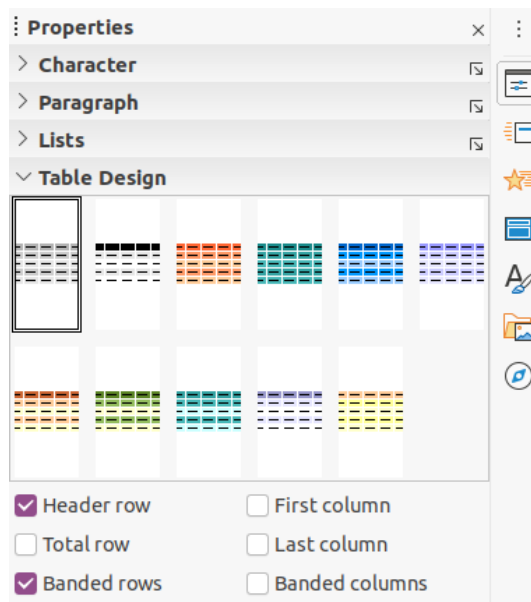 Properties
Character
Paragraph
Lists
Table Design
Header row
First column
Total row
Last column
Banded rows
Banded columns